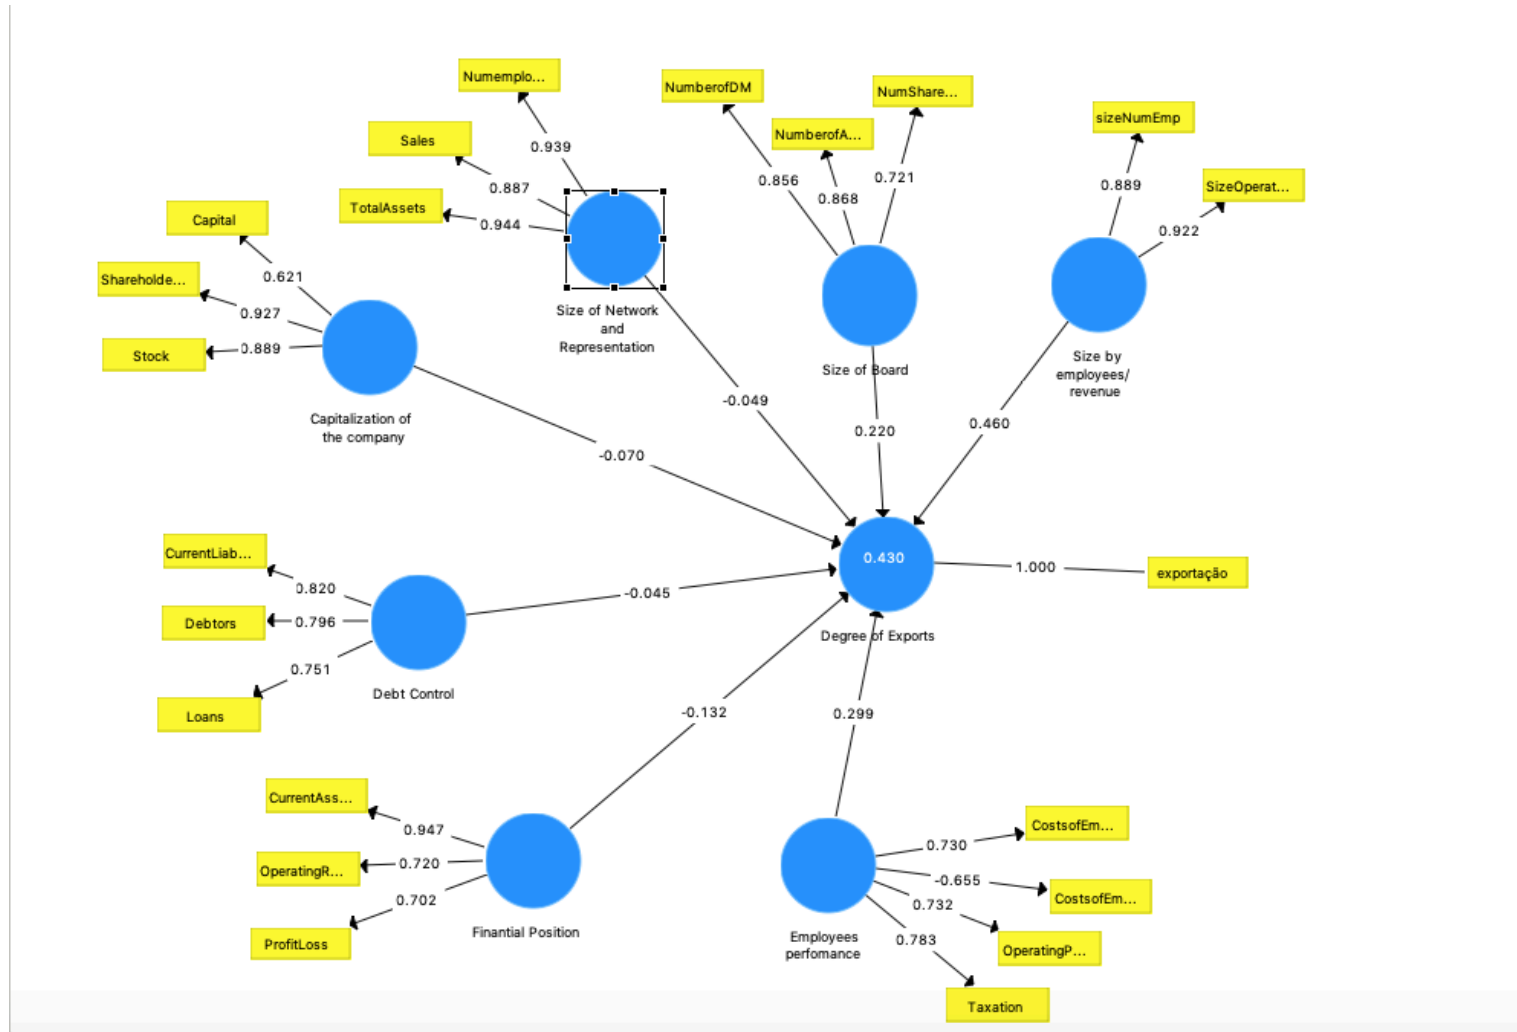 Numemplo...
NumberofDM
NumShare...
sizeNumEmp
Sales
NumberofA...
0.939
0.856
0.721
0.889
SizeOperat...
0.887
0.868
TotalAssets
0.944
0.922
Capital
0.621
Shareholde...
0.927
Stock
0.889
Size of Network
and
Representation
Size of Board
Size by
employees/
revenue
Capitalization of
the company
-0.049
0.220
0.460
-0.070
CurrentLiab...
0.430
0.820
-0.045
1.000
exportação
Debtors
0.796
Degree of Exports
0.751
Loans
Debt Control
-0.132
0.299
CurrentAss...
0.947
OperatingR...
0.720
0.702
ProfitLoss
Finantial Position
CostsofEm...
0.730
-0.655
CostsofEm...
0.732
0.783
OperatingP...
Employees
perfomance
Taxation